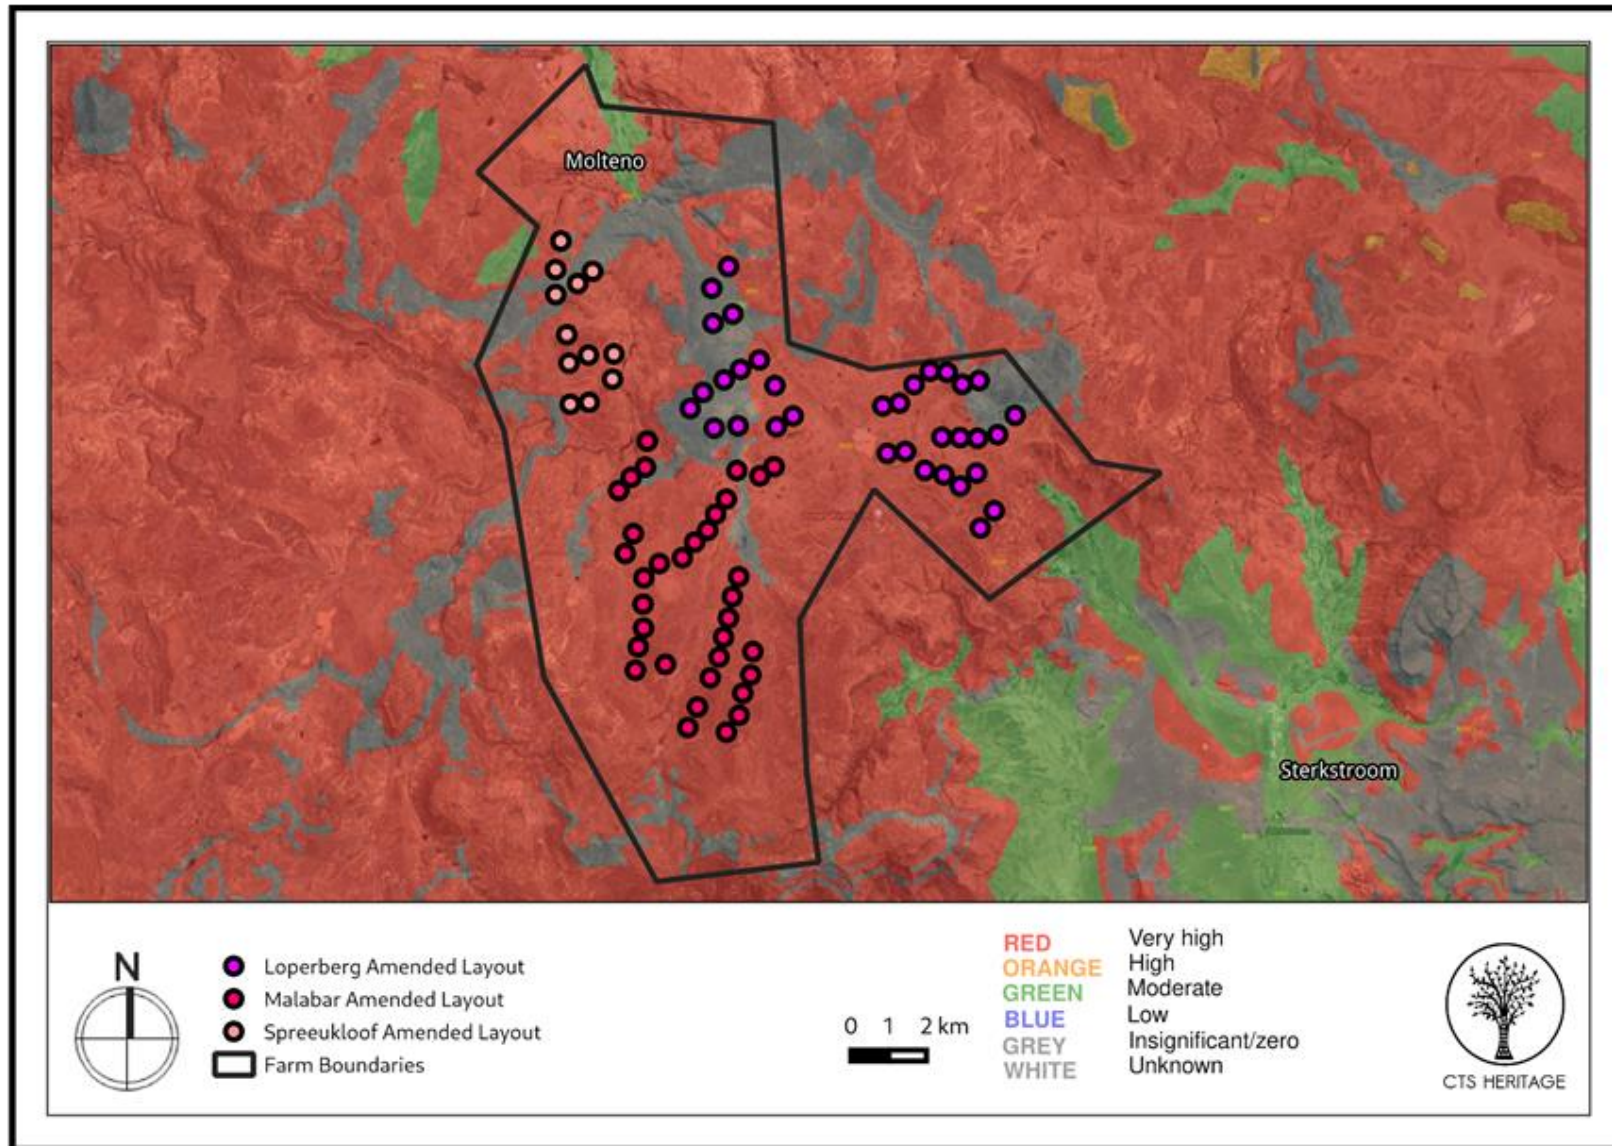 Molteno
Sterkstroom
N
Loperberg Amended Layout
Malabar Amended Layout
Spreeukloof Amended Layout
Farm Boundaries
0 1 2 km
RED Very high
ORANGE High
GREEN Moderate
BLUE Low
GREY Insignificant/zero
WHITE Unknown
CTS HERITAGE